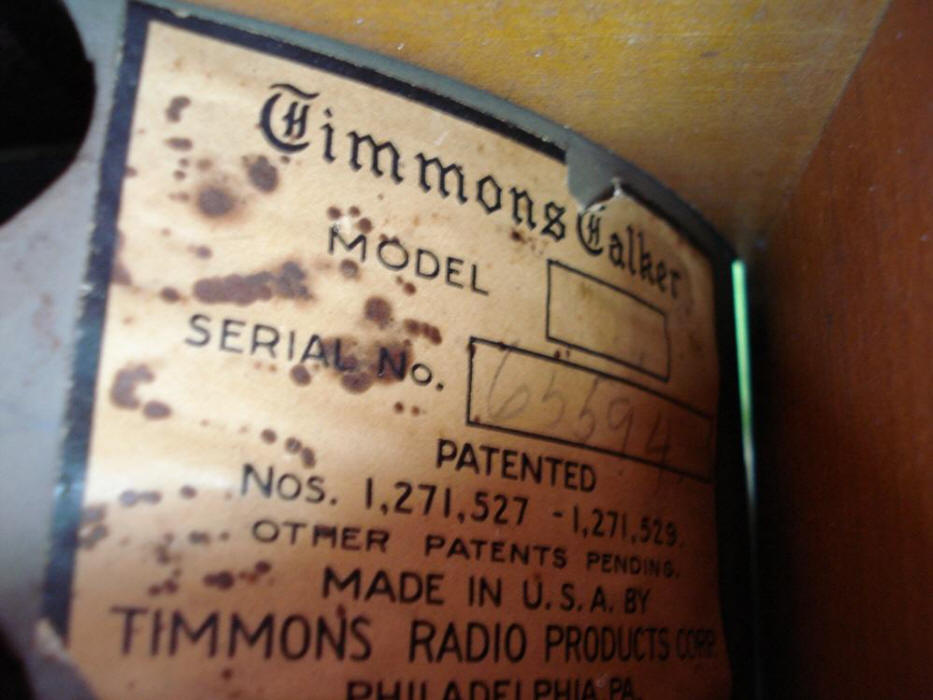 Timmons Talker
MODEL
SERIAL No. 65594
PATENTED
Nos. 1,271,527 - 1,271,529.
OTHER PATENTS PENDING.
MADE IN U.S.A. BY
TIMMONS RADIO PRODUCTS CORP.
PHILADELPHIA, PA.